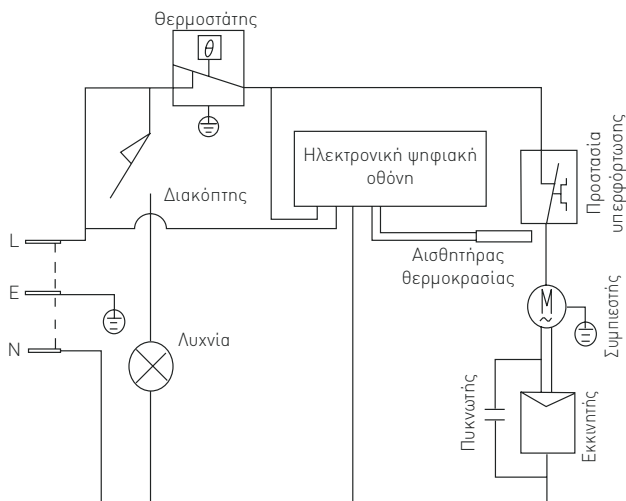 Θερμοστάτης
θ
Ηλεκτρονική ψηφιακή
οθόνη
Προστασία
υπερφόρτωσης
Διακόπτης
L
Αισθητήρας
θερμοκρασίας
E
M
~
Συμπιεστής
N
Λυχνία
Πυκνωτής
Εκκινητής